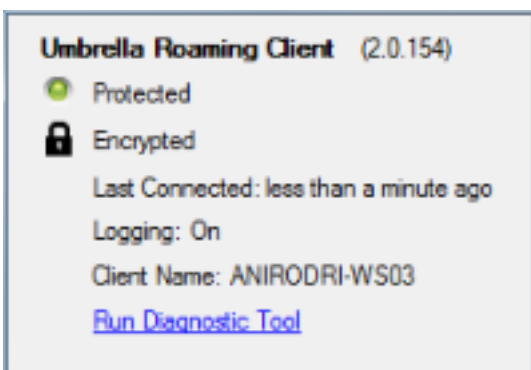 Umbrella Roaming Client (2.0.154)
Protected
Encrypted
Last Connected: less than a minute ago
Logging: On
Client Name: ANIRODRI-WS03
Run Diagnostic Tool